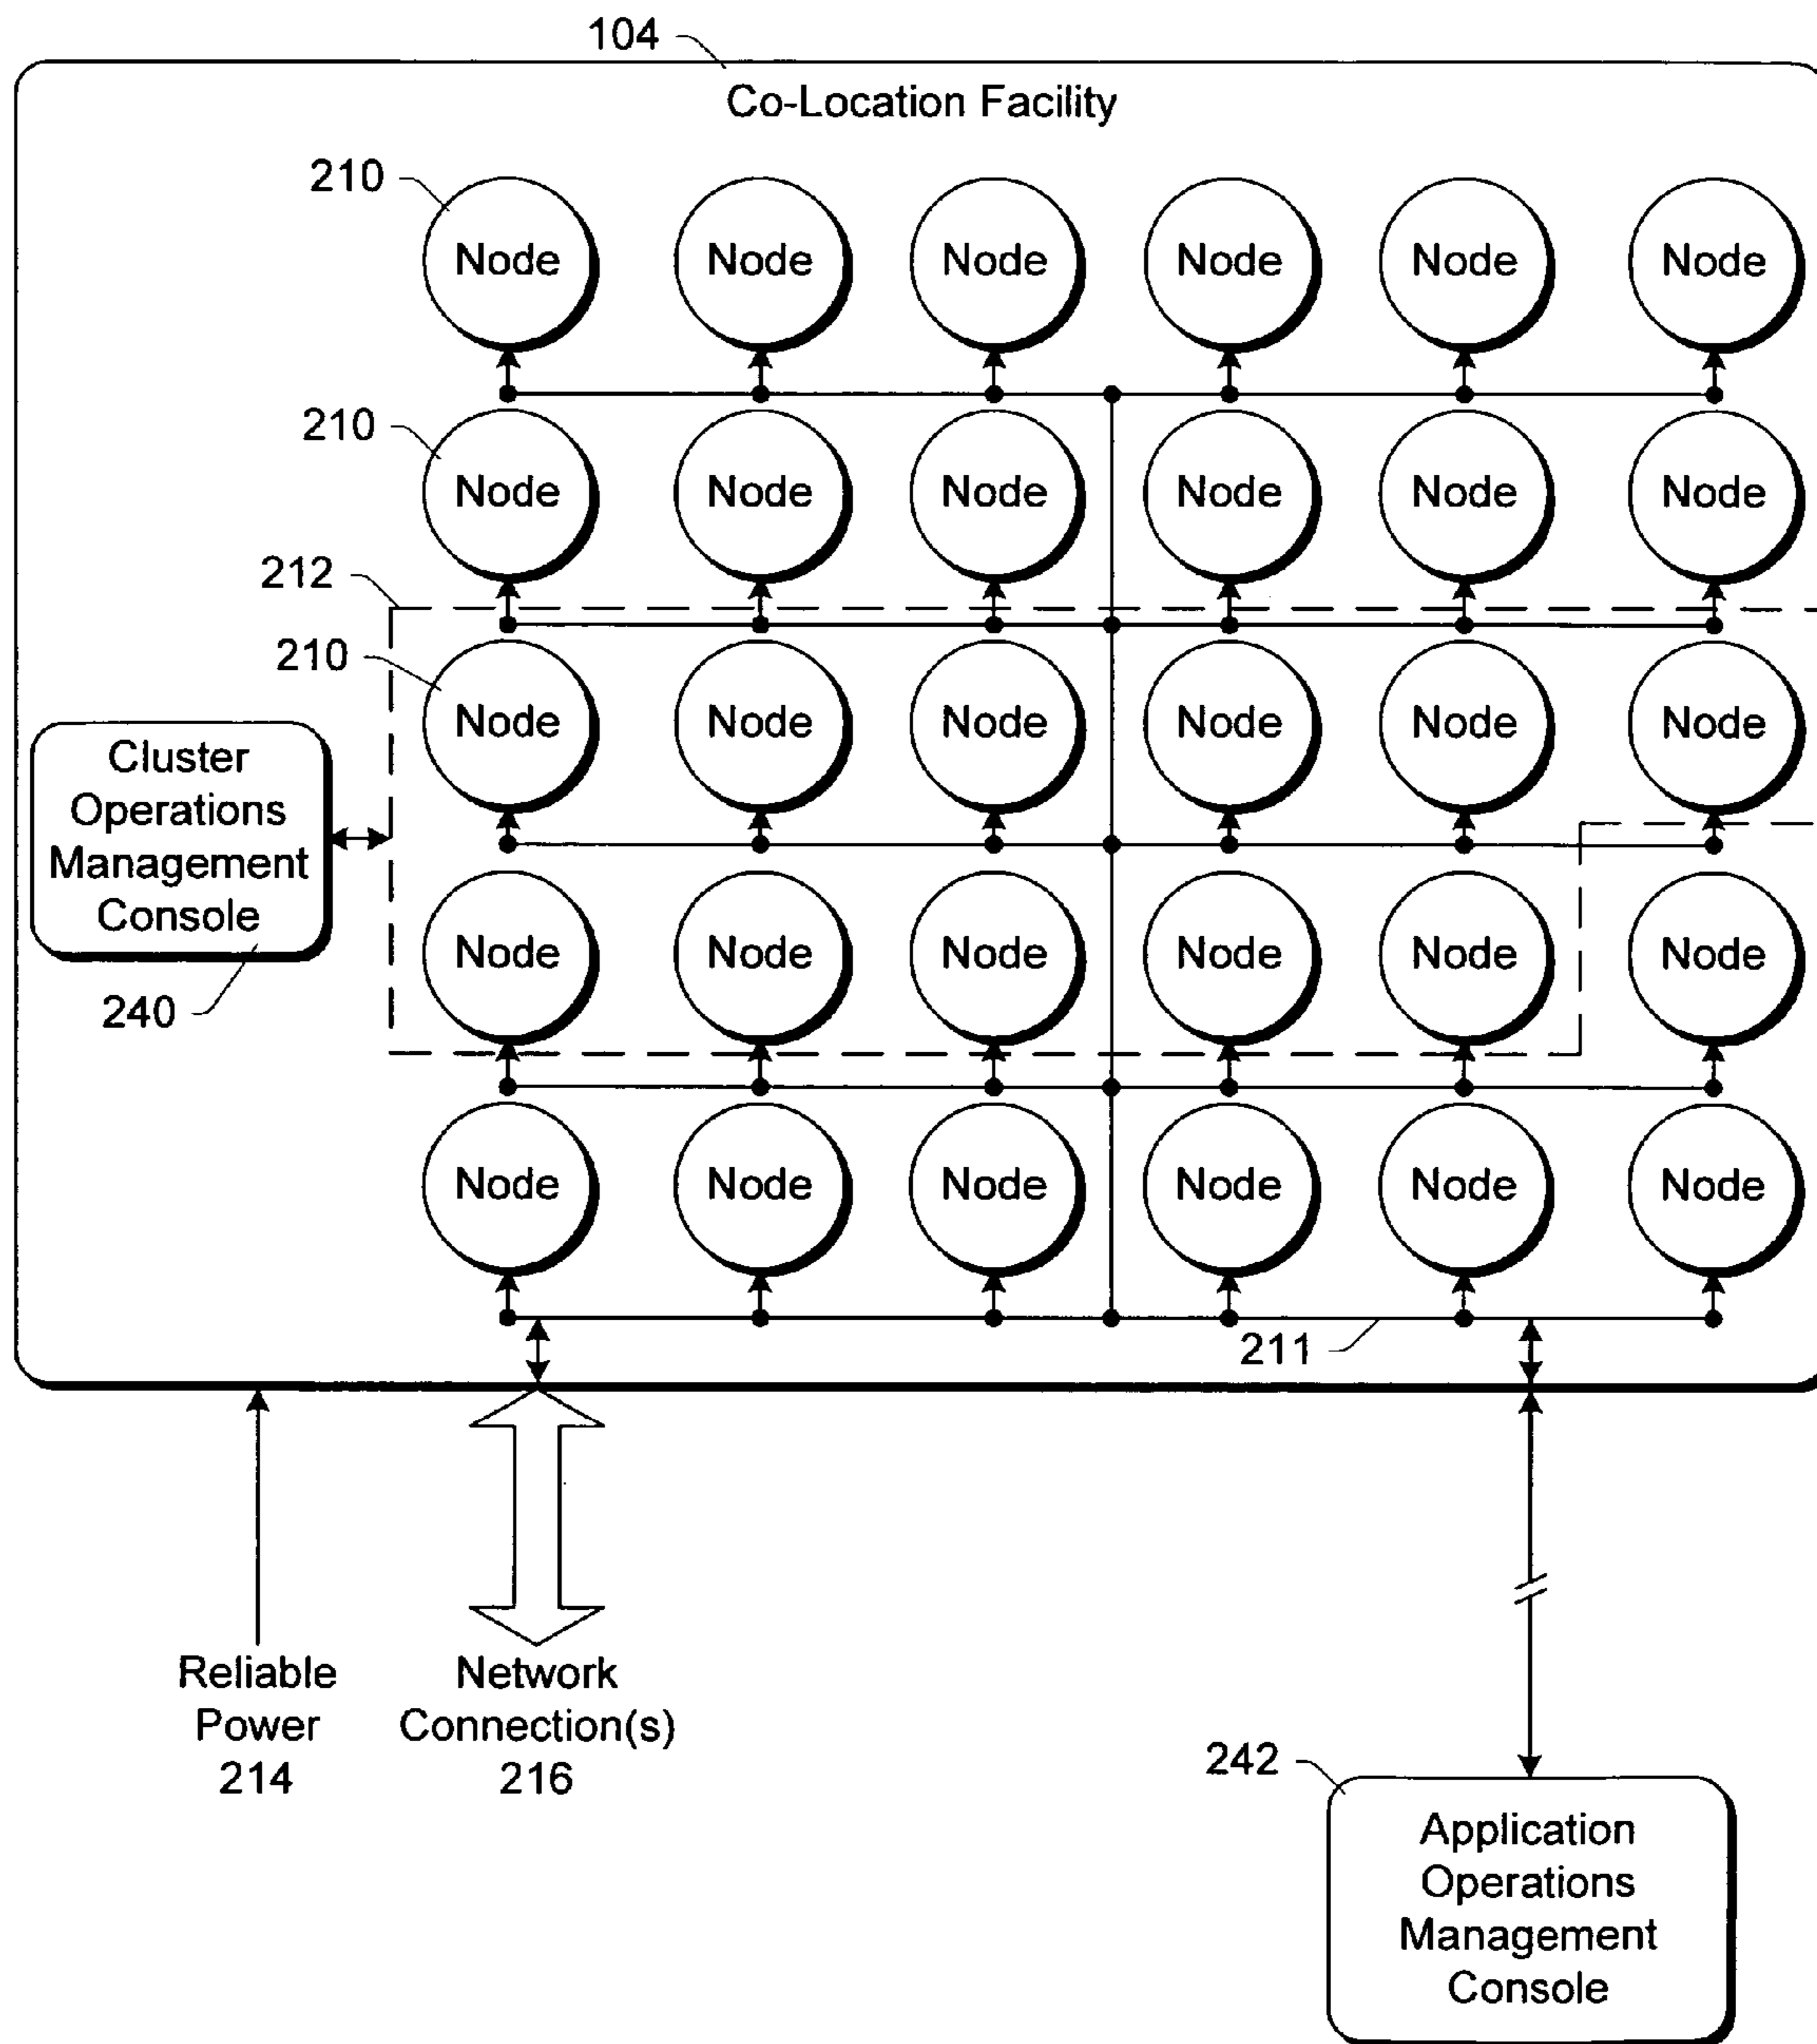 104
Co-Location Facility
210
Node Node Node Node Node Node
210
Node Node Node Node Node Node
212
210
Node Node Node Node Node Node
Cluster
Operations
Management
Console
240
Node Node Node Node Node Node
Node Node Node Node Node Node
211
Reliable
Power
214
Network
Connection(s)
216
242
Application
Operations
Management
Console